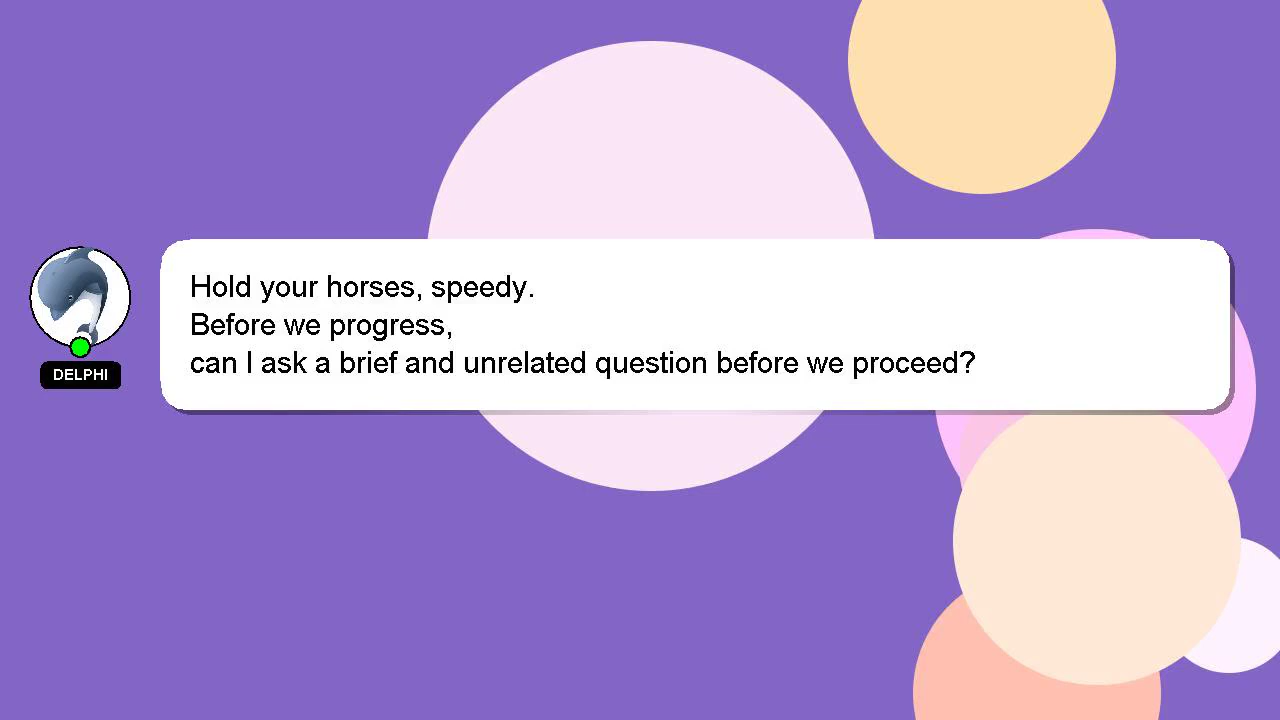 Hold your horses, speedy.
Before we progress,
can I ask a brief and unrelated question before we proceed?
DELPHI